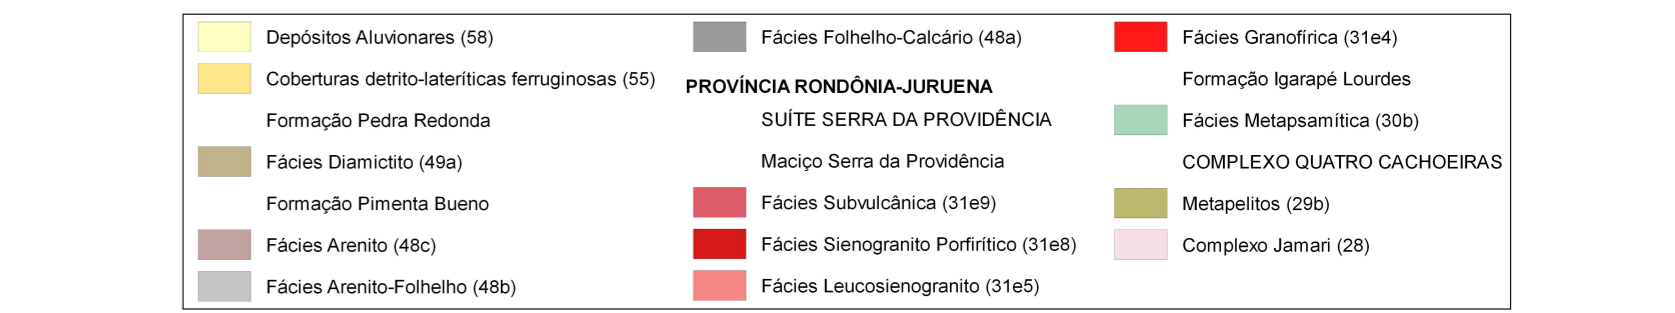 Depósitos Aluvionares (58)
Coberturas detrito-lateríticas ferruginosas (55)
Formação Pedra Redonda
Fácies Diamictito (49a)
Formação Pimenta Bueno
Fácies Arenito (48c)
Fácies Arenito-Folhelho (48b)
Fácies Folhelho-Calcário (48a)
PROVÍNCIA RONDÔNIA-JURUENA
SUÍTE SERRA DA PROVIDÊNCIA
Maciço Serra da Providência
Fácies Subvulcânica (31e9)
Fácies Sienogranito Porfirítico (31e8)
Fácies Leucosienogranito (31e5)
Fácies Granofírica (31e4)
Formação Igarapé Lourdes
Fácies Metapsamítica (30b)
COMPLEXO QUATRO CACHOEIRAS
Metapelitos (29b)
Complexo Jamari (28)